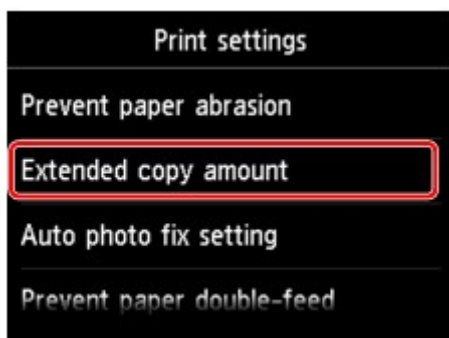 Print settings
Prevent paper abrasion
Extended copy amount
Auto photo fix setting
Prevent paper double-feed